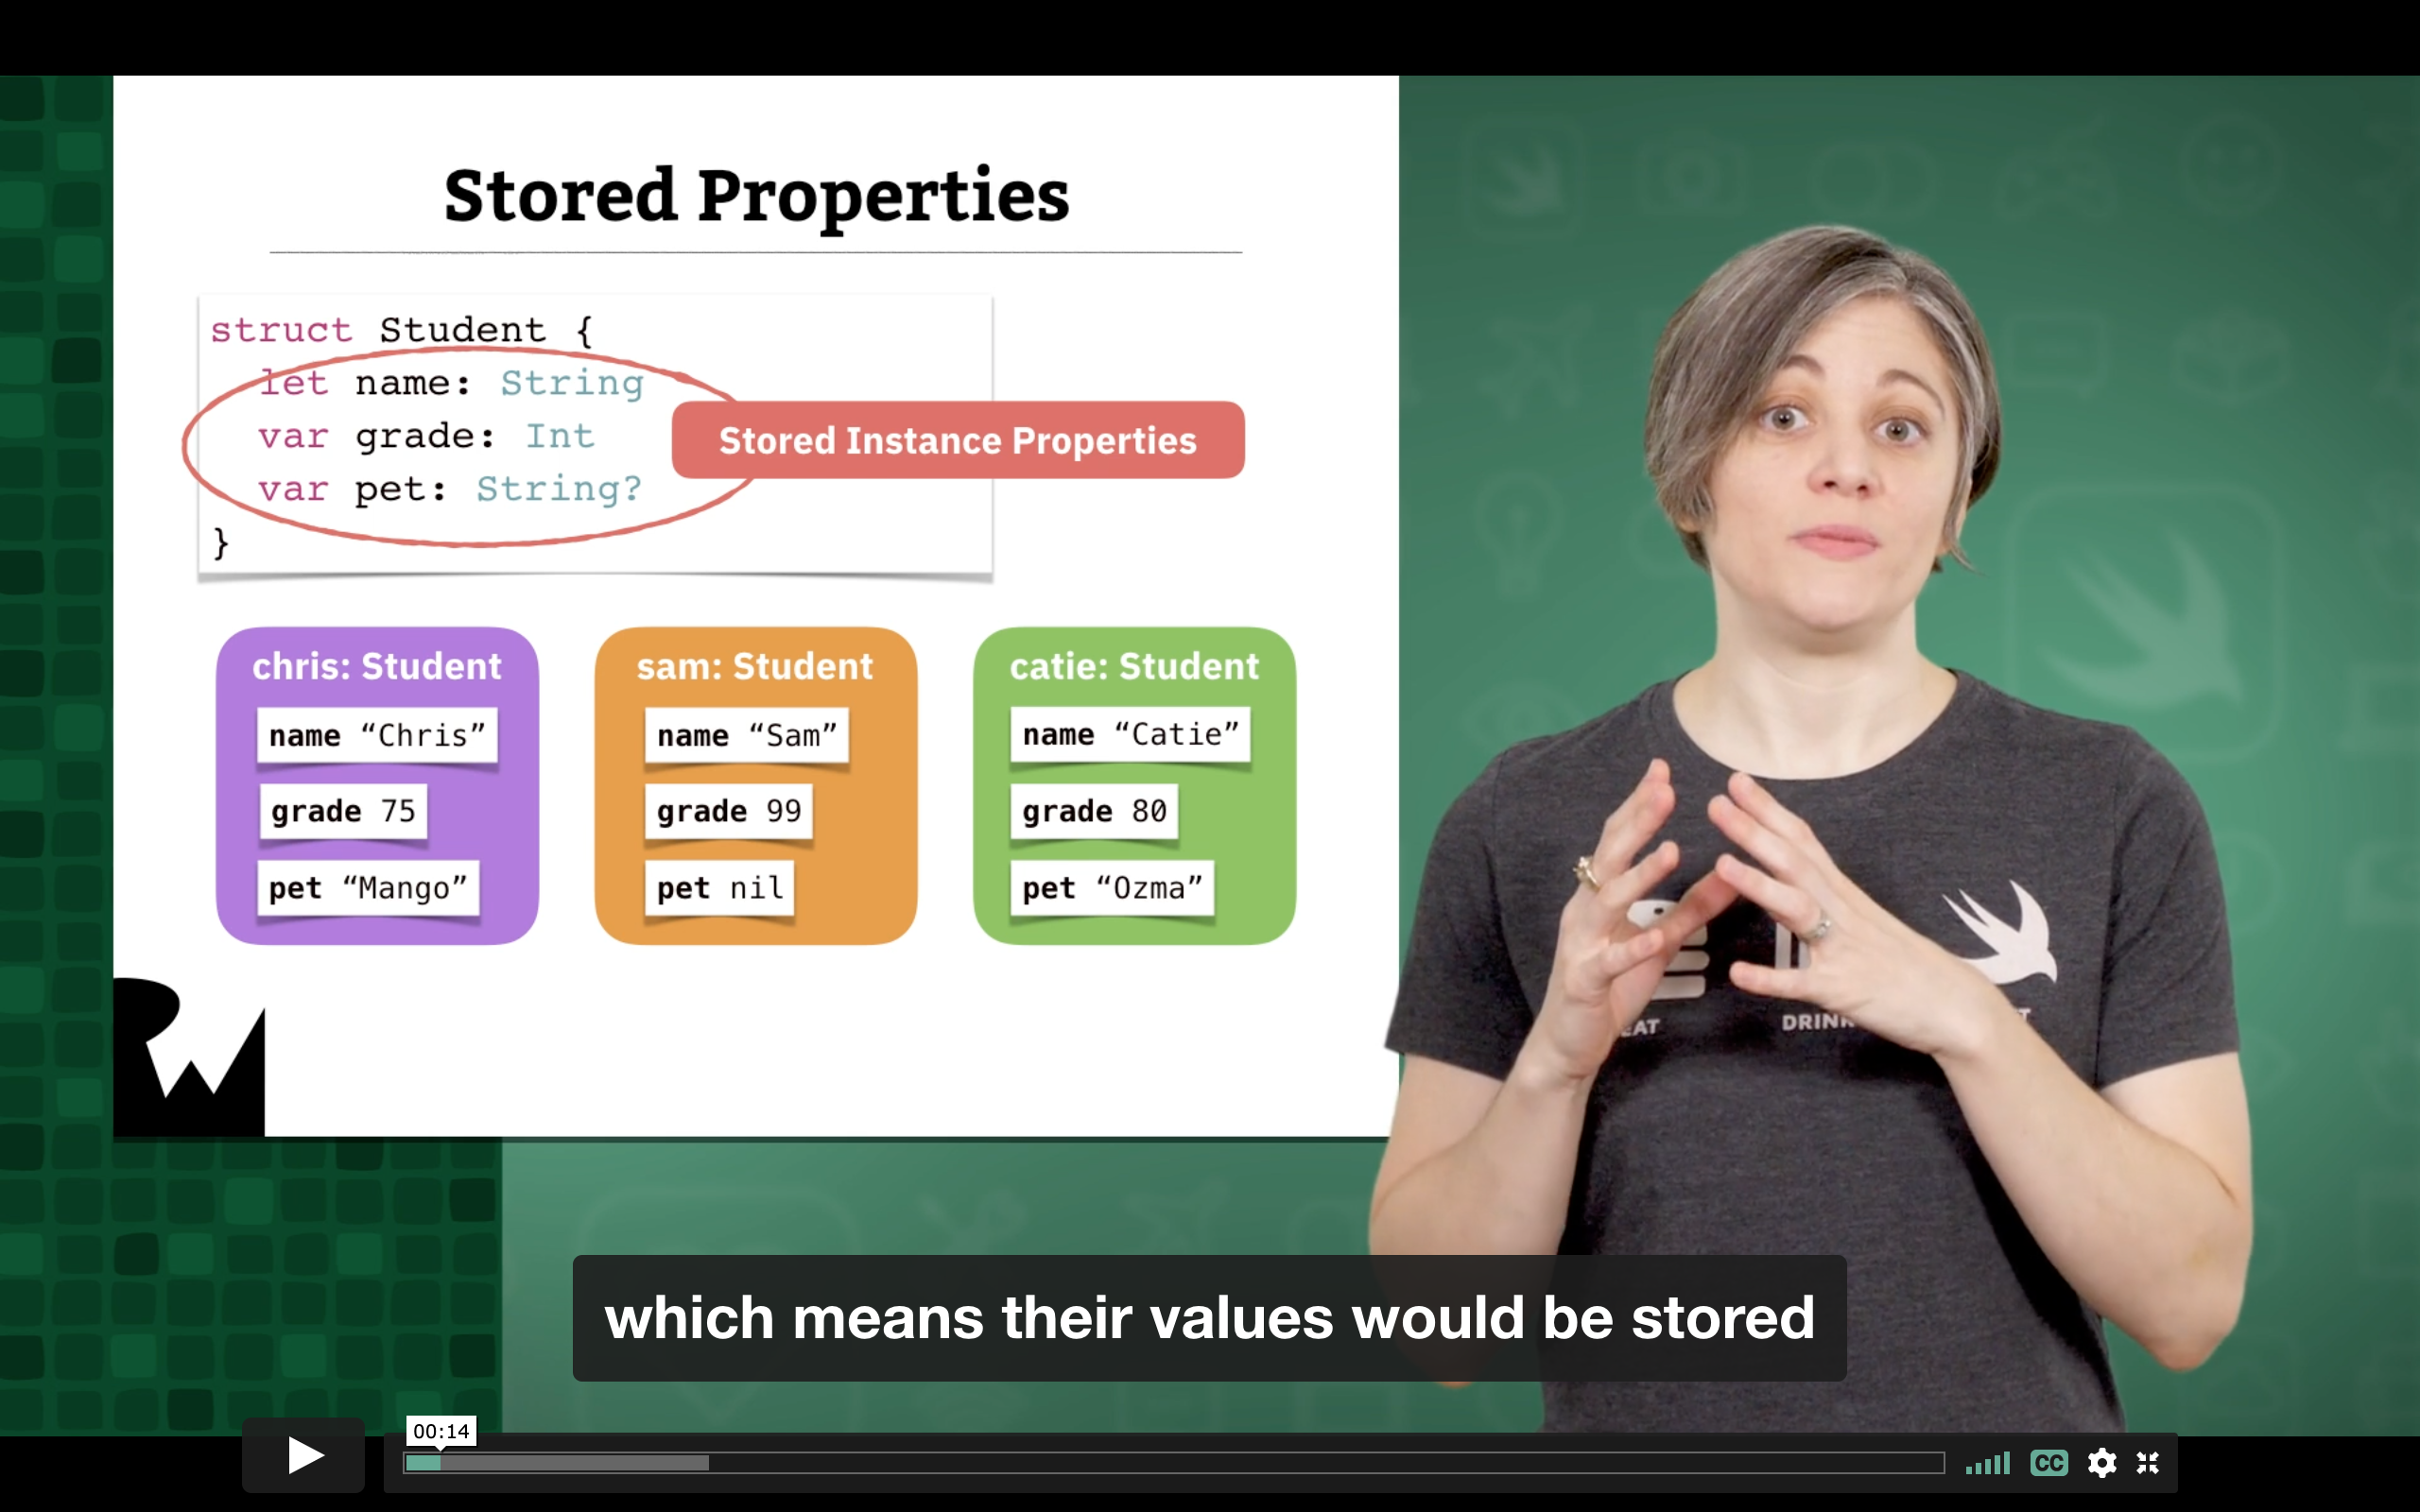 Stored Properties
struct Student {
let name: String
var grade: Int
var pet: String?
}
Stored Instance Properties
chris: Student
name “Chris”
grade 75
pet “Mango”
sam: Student
name “Sam”
grade 99
pet nil
catie: Student
name “Catie”
grade 80
pet “Ozma”
RW
EAT
DRINK
which means their values would be stored
00:14
CC